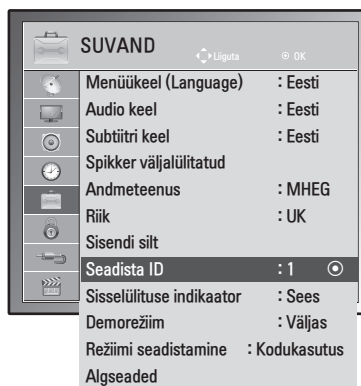 SUVAND Liiguta OK
Menüükeel (Language) : Eesti
Audio keel : Eesti
Subtiitri keel : Eesti
Spikker väljalülitatud
Andmeteenus : MHEG
Riik : UK
Sisendi silt
Seadista ID : 1
Sisselülituse indikaator : Sees
Demorežiim : Väljas
Režiimi seadistamine : Kodukasutus
Algseaded